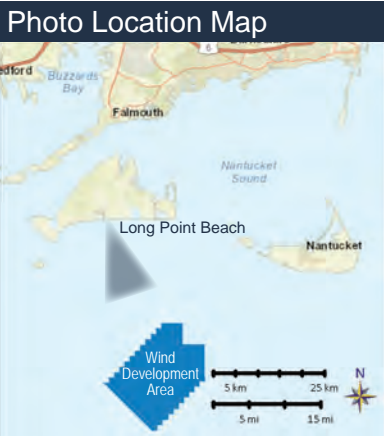 Photo Location Map
6
edford
Buzzards
Bay
Falmouth
Nantucket
Sound
Long Point Beach
Nantucket
Wind
Development
Area
N
5 km 25 km
5 mi 15 mi